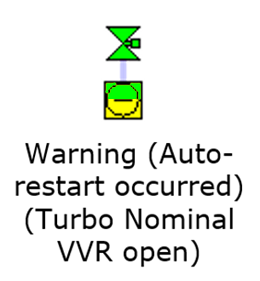 Warning (Auto-
restart occurred)
(Turbo Nominal
VVR open)